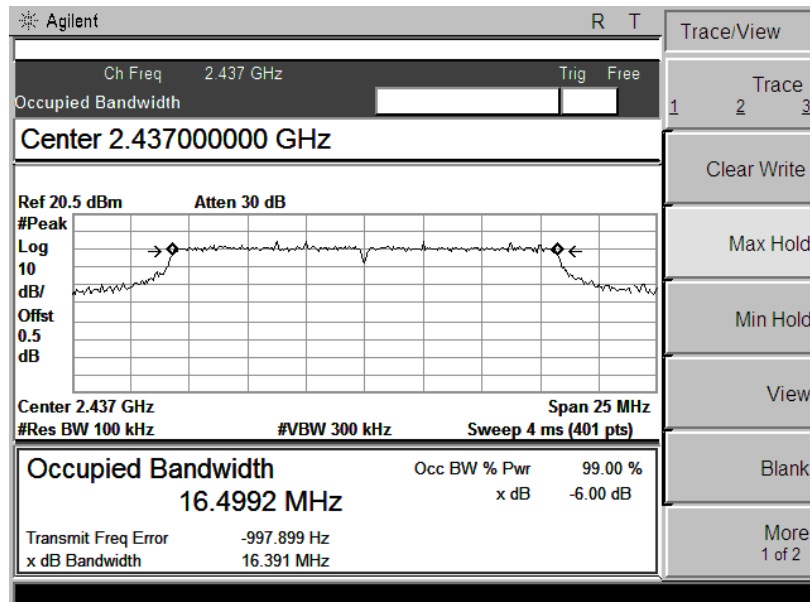 Agilent R T
Ch Freq 2.437 GHz Trig Free
Occupied Bandwidth
Center 2.437000000 GHz
Ref 20.5 dBm Atten 30 dB
#Peak
Log
10
dB/
Offst
0.5
dB
Center 2.437 GHz Span 25 MHz
#Res BW 100 kHz #VBW 300 kHz Sweep 4 ms (401 pts)
Occupied Bandwidth Occ BW % Pwr 99.00 %
16.4992 MHz x dB -6.00 dB
Transmit Freq Error -997.899 Hz
x dB Bandwidth 16.391 MHz
Trace/View
Trace
1 2 3
Clear Write
Max Hold
Min Hold
View
Blank
More
1 of 2